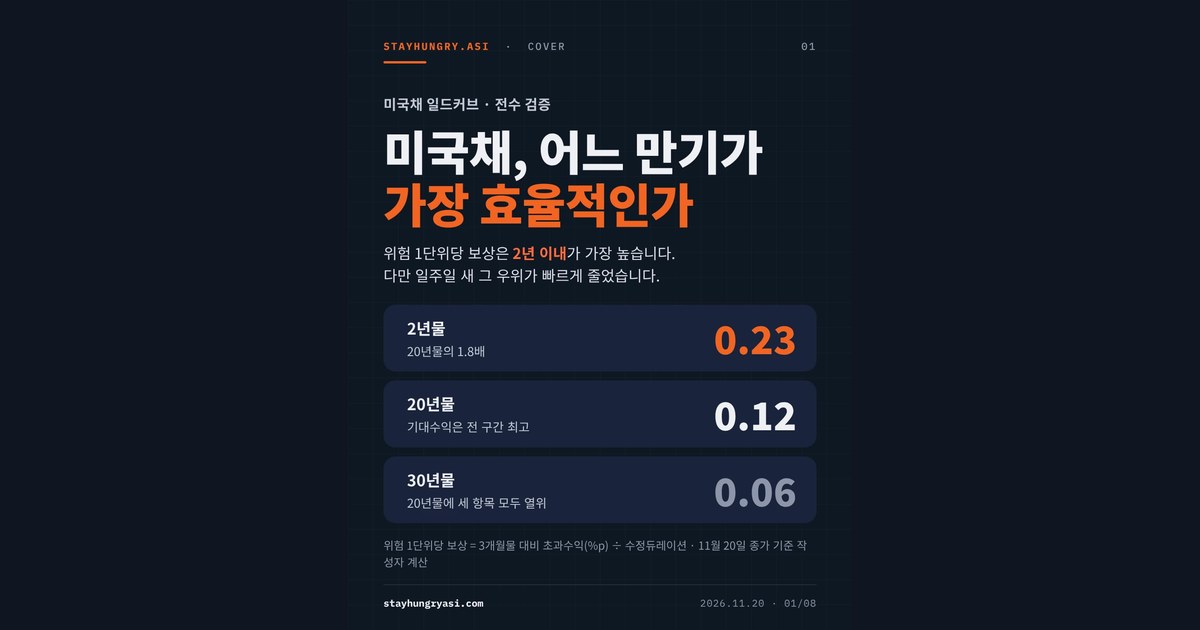 STAYHUNGRY.ASI · COVER 01
미국채 일드커브 · 전수 검증
미국채, 어느 만기가
가장 효율적인가
위험 1단위당 보상은 2년 이내가 가장 높습니다.
다만 일주일 새 그 우위가 빠르게 줄었습니다.
2년물
20년물의 1.8배
0.23
20년물
기대수익은 전 구간 최고
0.12
30년물
20년물에 세 항목 모두 열위
0.06
위험 1단위당 보상 = 3개월물 대비 초과수익(%p) ÷ 수정듀레이션 · 11월 20일 종가 기준 작
성자 계산
stayhungryasi.com 2026.11.20 · 01/08